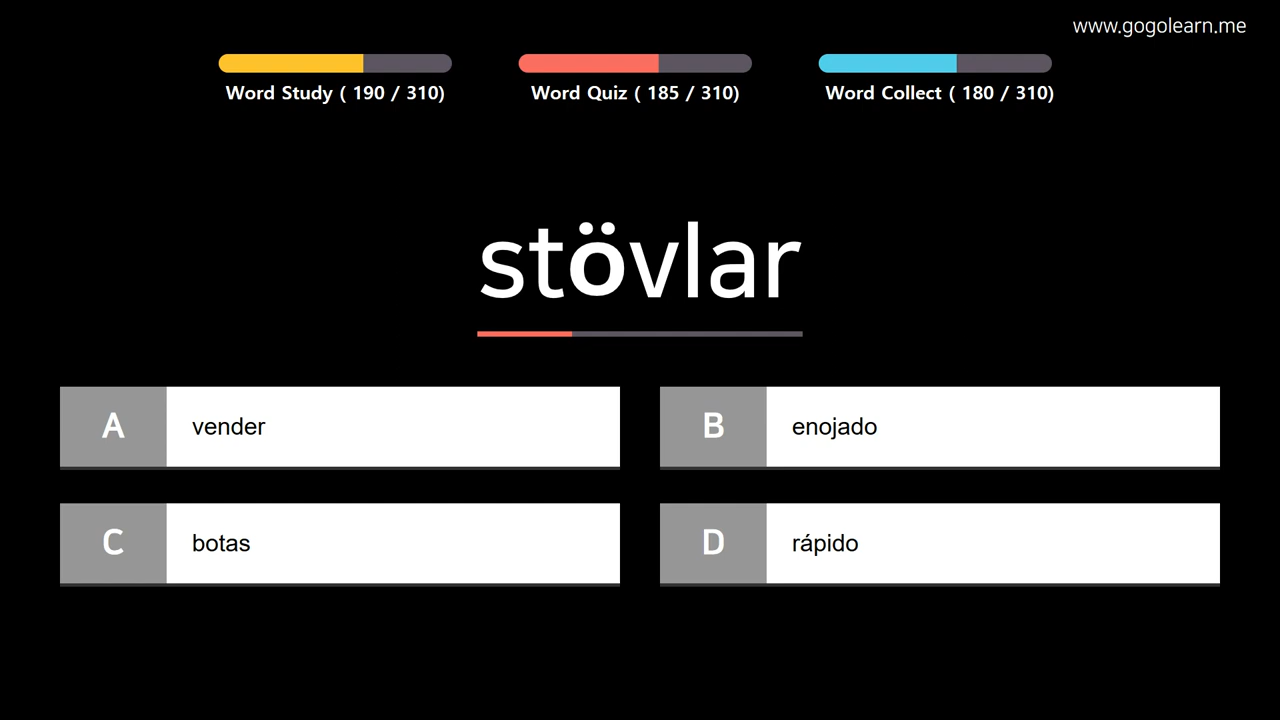 www.gogolearn.me
Word Study ( 190 / 310)
Word Quiz ( 185 / 310)
Word Collect ( 180 / 310)
stövlar
A vender
B enojado
C botas
D rápido